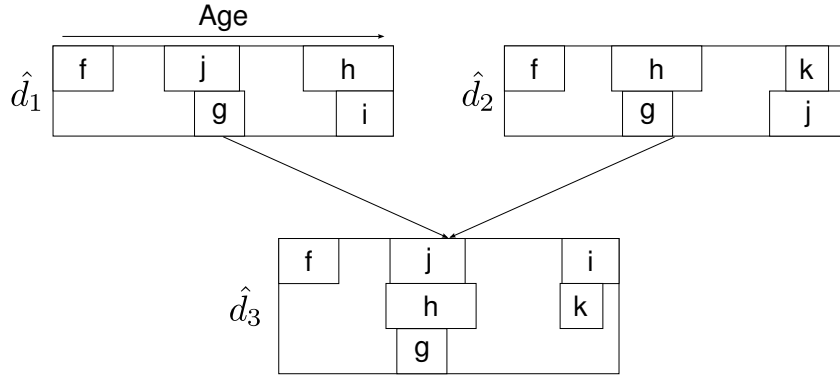 Age
f j h
g i
d̂₁
f h k
g j
d̂₂
f j i
h k
g
d̂₃